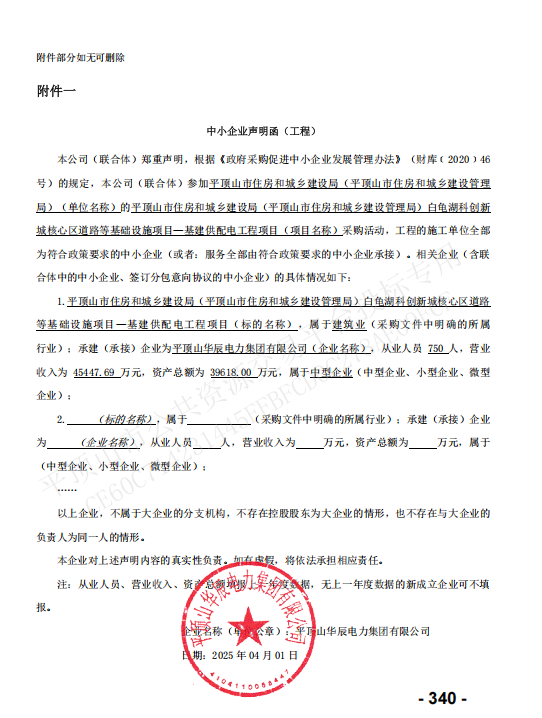 附件部分如无可删除
附件一
中小企业声明函（工程）
本公司（联合体）郑重声明，根据《政府采购促进中小企业发展管理办法》（财库﹝2020﹞46
号）的规定，本公司（联合体）参加平顶山市住房和城乡建设局（平顶山市住房和城乡建设管理
局）（单位名称）的平顶山市住房和城乡建设局（平顶山市住房和城乡建设管理局）白龟湖科创新
城核心区道路等基础设施项目—基建供配电工程项目（项目名称）采购活动，工程的施工单位全部
为符合政策要求的中小企业（或者：服务全部由符合政策要求的中小企业承接）。相关企业（含联
合体中的中小企业、签订分包意向协议的中小企业）的具体情况如下：
1.平顶山市住房和城乡建设局（平顶山市住房和城乡建设管理局）白龟湖科创新城核心区道路
等基础设施项目—基建供配电工程项目（标的名称），属于建筑业（采购文件中明确的所属
行业）；承建（承接）企业为平顶山华辰电力集团有限公司（企业名称），从业人员 750 人，营业
收入为 45447.69 万元，资产总额为 39618.00 万元，属于中型企业（中型企业、小型企业、微型
企业）；
2. （标的名称），属于（采购文件中明确的所属行业）；承建（承接）企业
为（企业名称），从业人员 人，营业收入为 万元，资产总额为 万元，属于
（中型企业、小型企业、微型企业）；
……
以上企业，不属于大企业的分支机构，不存在控股股东为大企业的情形，也不存在与大企业的
负责人为同一人的情形。
本企业对上述声明内容的真实性负责。如有虚假，将依法承担相应责任。
注：从业人员、营业收入、资产总额填报上一年度数据，无上一年度数据的新成立企业可不填
报。
企业名称（单位公章）：平顶山华辰电力集团有限公司
日期：2025 年 04 月 01 日
平顶山华辰电力集团有限公司
4104110088447
- 340 -